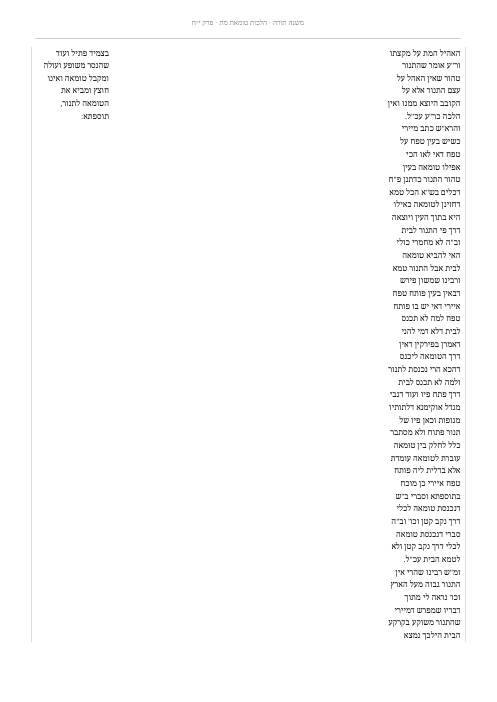 משנה תורה · הלכות טומאת מת · פרק י״ח
האהיל המת על מקצתו
ור"ע אומר שהתנור
טהור שאין האהל על
עצם התנור אלא על
הקובב היוצא ממנו ואין
הלכה כר"ע עכ"ל.
והרא"ש כתב מיירי
כשיש בעין טפח על
טפח דאי לאו הכי
אפילו טומאה בעין
טהור התנור כדתנן פ"ח
דכלים בש"א הכל טמא
דחזינן לטומאה כאילו
היא בתוך העין ויוצאה
דרך פי התנור לבית
וב"ה לא מחמרי כולי
האי להביא טומאה
לבית אבל התנור טמא
ורבינו שמשון פירש
דבאין בעין פותח טפח
איירי דאי יש בו פותח
טפח למה לא תכנס
לבית דלא דמי להני
דאמרן בפירקין דאין
דרך הטומאה ליכנס
דהכא הרי נכנסת לתנור
ולמה לא תכנס לבית
דרך פתח פיו ועוד דגבי
מגדל אוקימנא דלתותיו
מגופות וכאן פיו של
תנור פתוח ולא מסתבר
כלל לחלק בין טומאה
עוברת לטומאה עומדת
אלא בדלית ליה פותח
טפח איירי כן מוכח
בתוספתא וסברי ב"ש
דנכנסת טומאה לכלי
דרך נקב קטן וכו' וב"ה
סברי דנכנסת טומאה
לכלי דרך נקב קטן ולא
לטמא הבית עכ"ל.
ומ"ש רבינו שהרי אין
התנור גבוה מעל הארץ
וכו' נראה לי מתוך
דבריו שמפרש דמיירי
שהתנור משוקע בקרקע
הבית הילכך נמצא
בצמיד פתיל ועוד
שהנסר משופע ועולה
ומקבל טומאה ואינו
חוצץ ומביא את
הטומאה לתנור,
תוספתא: